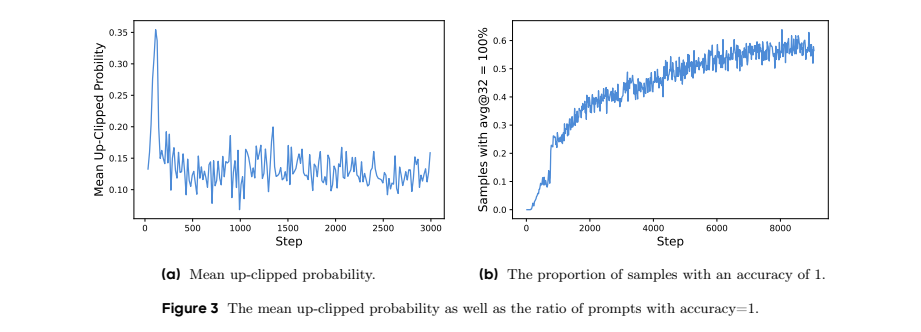 0.35
0.30
0.25
0.20
0.15
0.10
Mean Up-Clipped Probility
0 500 1000 1500 2000 2500 3000
Step
0.6
0.5
0.4
0.3
0.2
0.1
0.0
Samples with avg@32 = 100%
0 2000 4000 6000 8000
Step
(a) Mean up-clipped probability.
(b) The proportion of samples with an accuracy of 1.
Figure 3 The mean up-clipped probability as well as the ratio of prompts with accuracy=1.